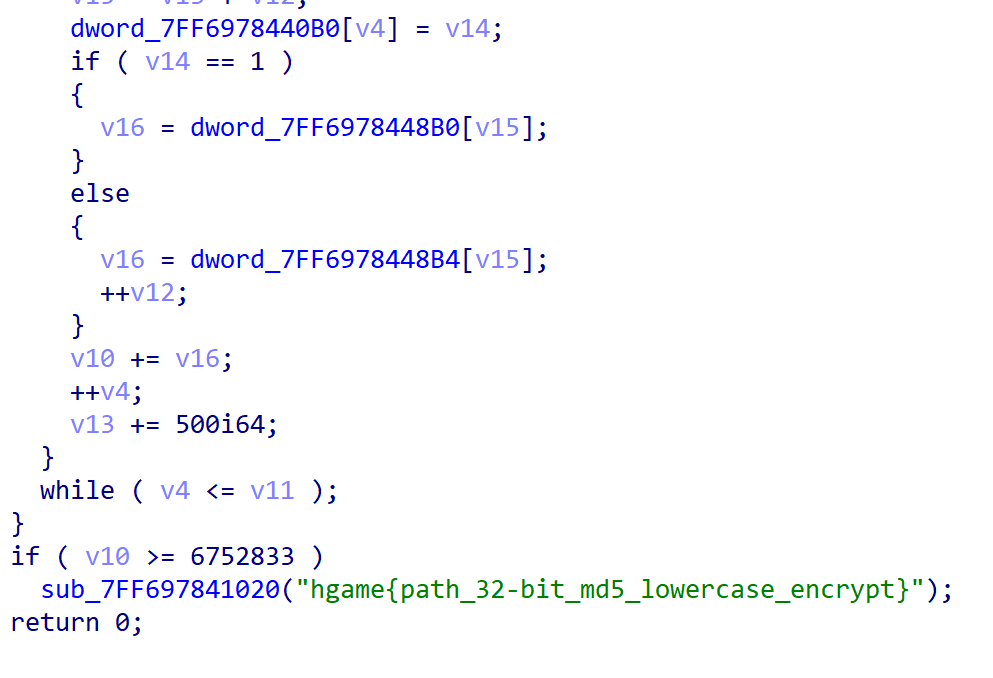 dword_7FF6978440B0[v4] = v14;
if ( v14 == 1 )
{
v16 = dword_7FF6978448B0[v15];
}
else
{
v16 = dword_7FF6978448B4[v15];
++v12;
}
v10 += v16;
++v4;
v13 += 500i64;
}
while ( v4 <= v11 );
}
if ( v10 >= 6752833 )
sub_7FF697841020("hgame{path_32-bit_md5_lowercase_encrypt}");
return 0;